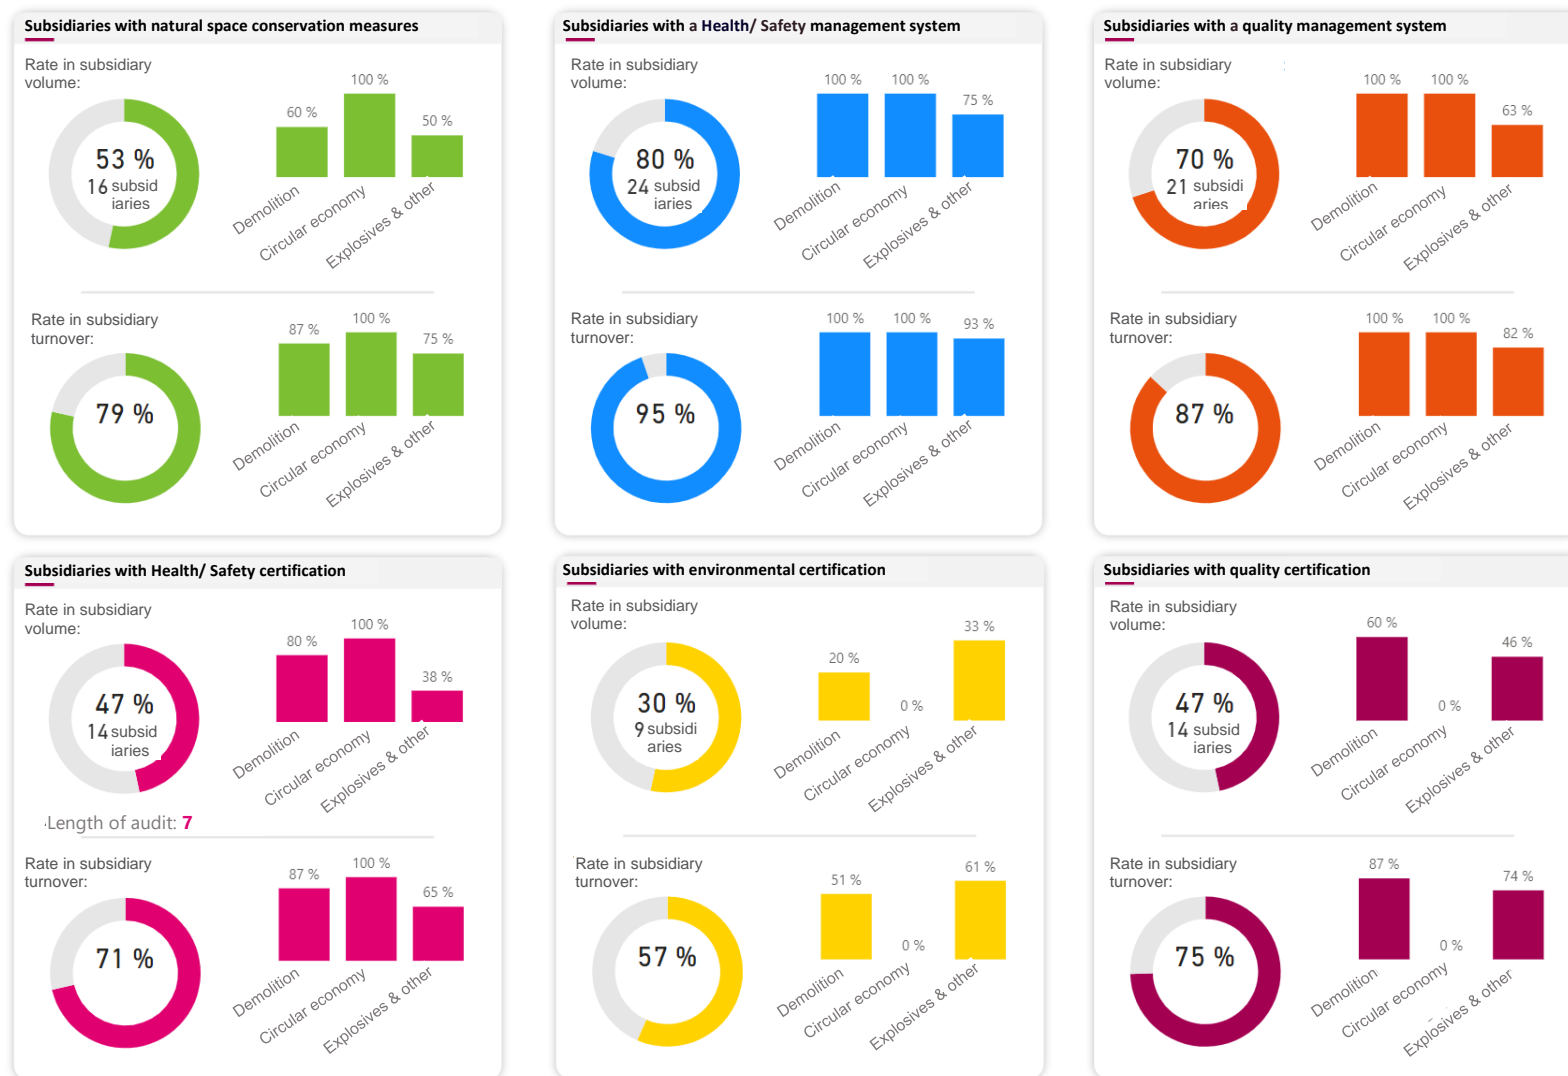 Subsidiaries with natural space conservation measures
Rate in subsidiary
volume:
53 %
16 subsid
iaries
60 %
100 %
50 %
Demolition
Circular economy
Explosives & other
Rate in subsidiary
turnover:
79 %
87 %
100 %
75 %
Demolition
Circular economy
Explosives & other
Subsidiaries with a Health/ Safety management system
Rate in subsidiary
volume:
80 %
24 subsid
iaries
100 %
100 %
75 %
Demolition
Circular economy
Explosives & other
Rate in subsidiary
turnover:
95 %
100 %
100 %
93 %
Demolition
Circular economy
Explosives & other
Subsidiaries with a quality management system
Rate in subsidiary
volume:
70 %
21 subsidi
aries
100 %
100 %
63 %
Demolition
Circular economy
Explosives & other
Rate in subsidiary
turnover:
87 %
100 %
100 %
82 %
Demolition
Circular economy
Explosives & other
Subsidiaries with Health/ Safety certification
Rate in subsidiary
volume:
47 %
14 subsid
iaries
80 %
100 %
38 %
Demolition
Circular economy
Explosives & other
Length of audit: 7
Rate in subsidiary
turnover:
71 %
87 %
100 %
65 %
Demolition
Circular economy
Explosives & other
Subsidiaries with environmental certification
Rate in subsidiary
volume:
30 %
9 subsidi
aries
20 %
0 %
33 %
Demolition
Circular economy
Explosives & other
Rate in subsidiary
turnover:
57 %
51 %
0 %
61 %
Demolition
Circular economy
Explosives & other
Subsidiaries with quality certification
Rate in subsidiary
volume:
47 %
14 subsid
iaries
60 %
0 %
46 %
Demolition
Circular economy
Explosives & other
Rate in subsidiary
turnover:
75 %
87 %
0 %
74 %
Demolition
Circular economy
Explosives & other